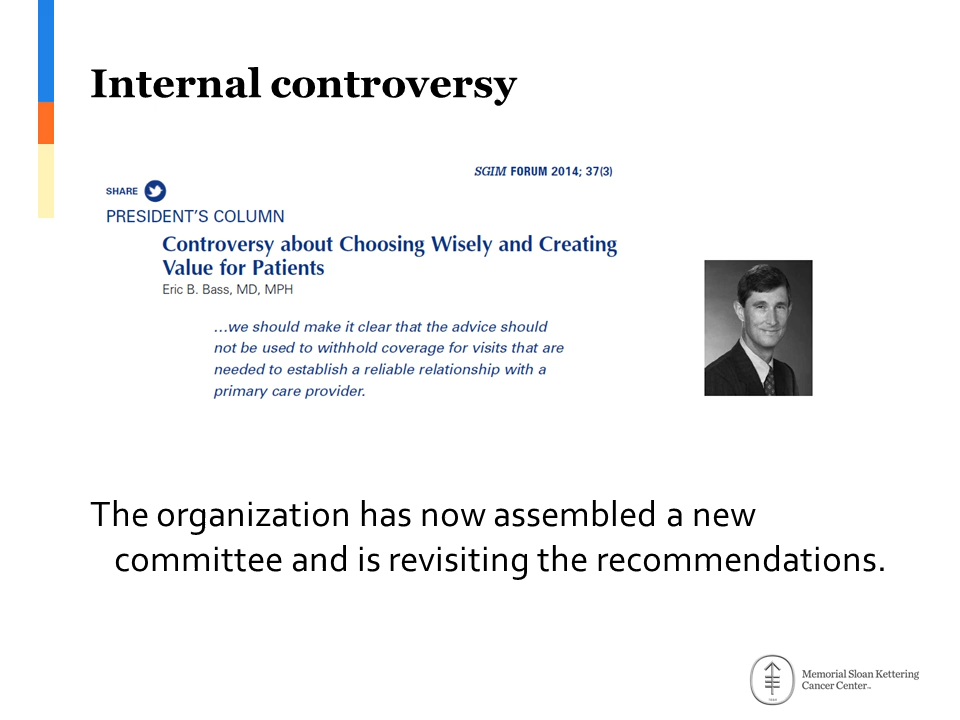 Internal controversy
SGIM FORUM 2014; 37(3)
SHARE
PRESIDENT'S COLUMN
Controversy about Choosing Wisely and Creating
Value for Patients
Eric B. Bass, MD, MPH
...we should make it clear that the advice should
not be used to withhold coverage for visits that are
needed to establish a reliable relationship with a
primary care provider.
The organization has now assembled a new
committee and is revisiting the recommendations.
Memorial Sloan Kettering
Cancer Center